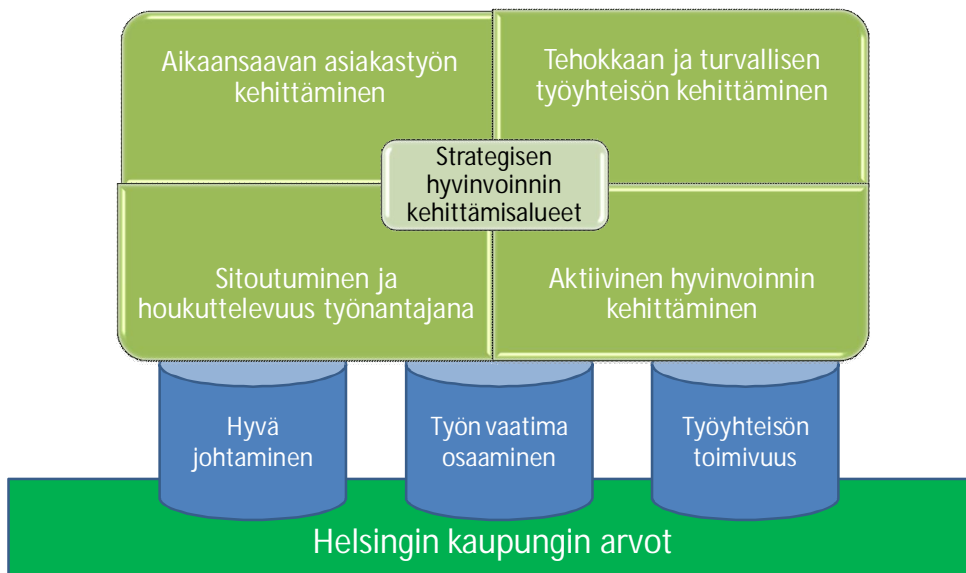 Aikaansaavan asiakastyön
kehittäminen
Tehokkaan ja turvallisen
työyhteisön kehittäminen
Strategisen
hyvinvoinnin
kehittämisalueet
Sitoutuminen ja
houkuttelevuus työnantajana
Aktiivinen hyvinvoinnin
kehittäminen
Hyvä
johtaminen
Työn vaatima
osaaminen
Työyhteisön
toimivuus
Helsingin kaupungin arvot